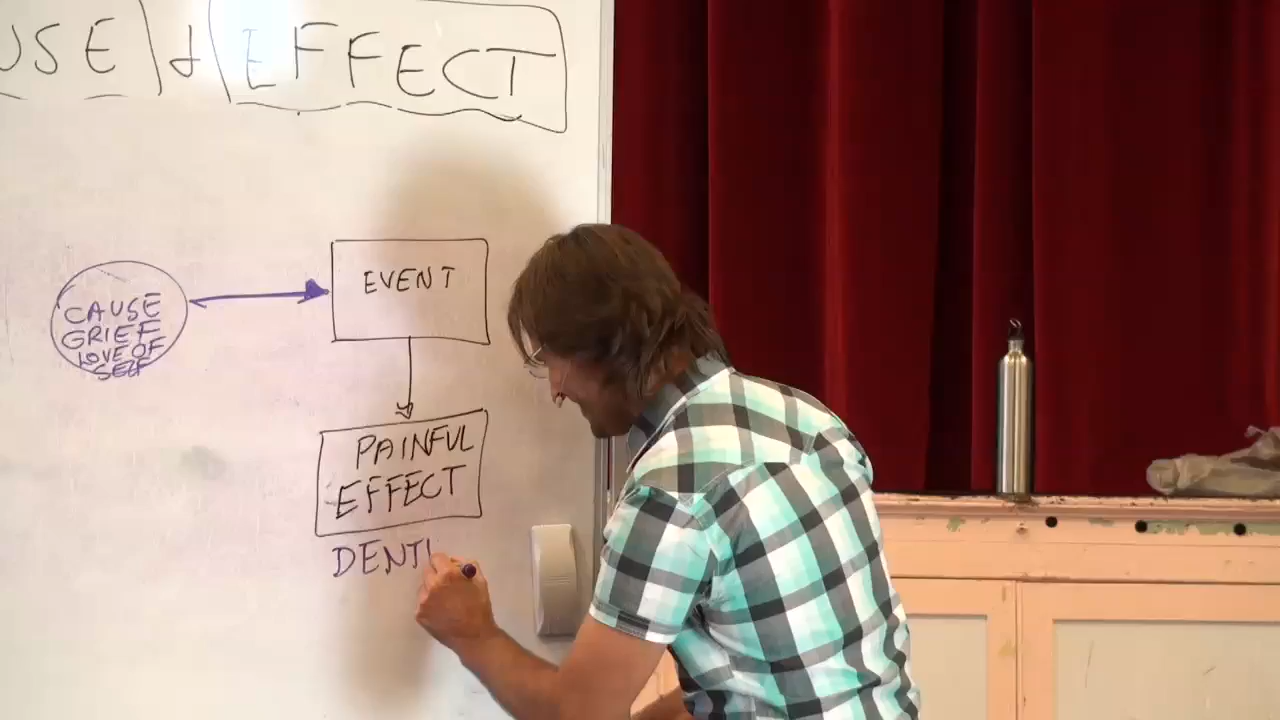 USE & EFFECT
EVENT
CAUSE
GRIEF
LOVE OF
SELF
PAINFUL
EFFECT
DENTI